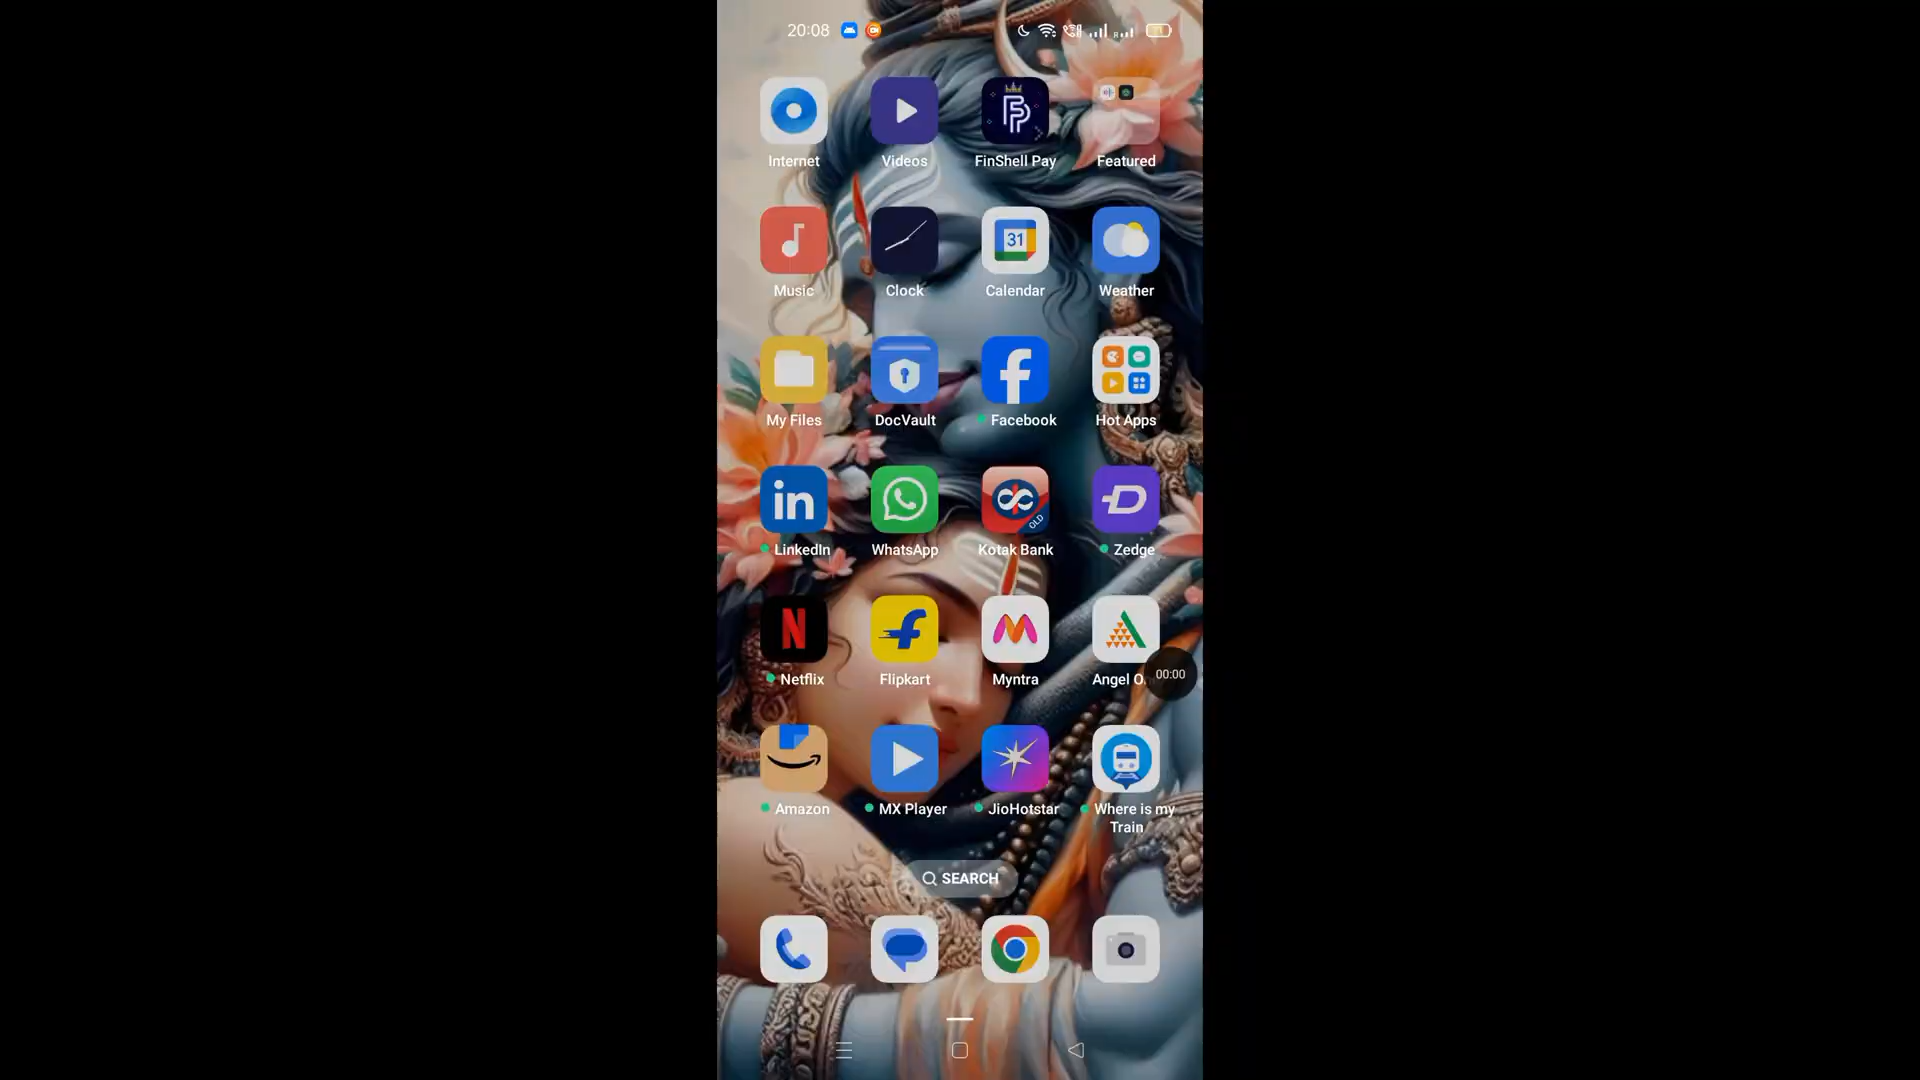 20:08
Internet Videos FinShell Pay Featured
31
Music Clock Calendar Weather
My Files DocVault Facebook Hot Apps
in
OLD
LinkedIn WhatsApp Kotak Bank Zedge
N
Netflix Flipkart Myntra Angel O
00:00
Amazon MX Player JioHotstar Where is my
Train
SEARCH